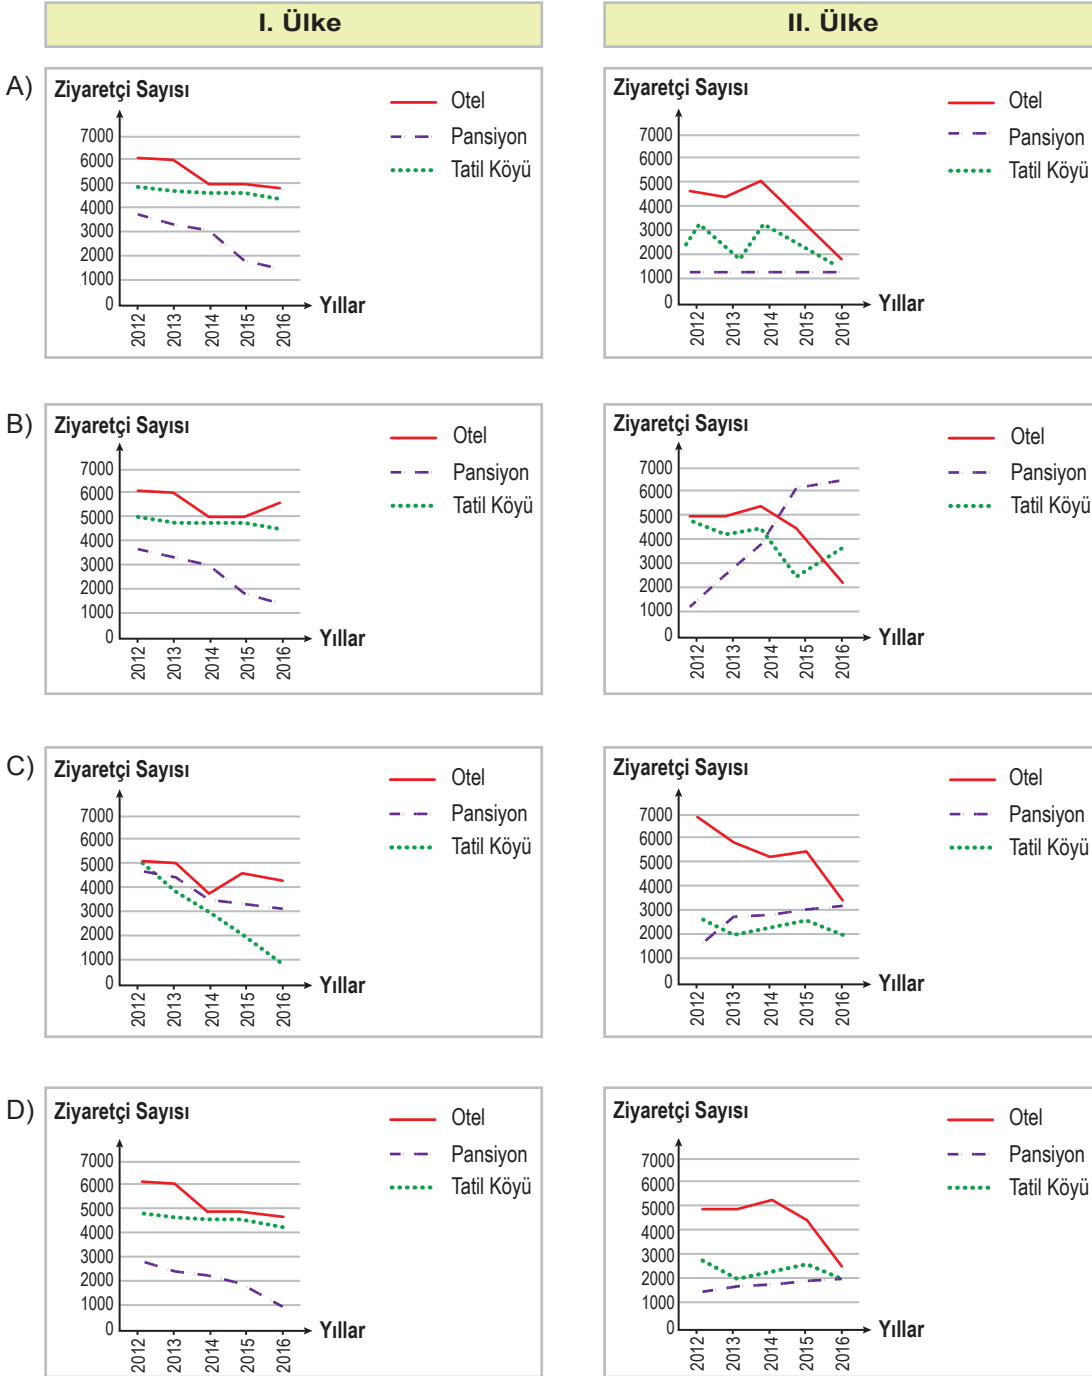 I. Ülke
II. Ülke
A)
Ziyaretçi Sayısı
Otel
Pansiyon
Tatil Köyü
7000
6000
5000
4000
3000
2000
1000
0
2012
2013
2014
2015
2016
Yıllar
Ziyaretçi Sayısı
Otel
Pansiyon
Tatil Köyü
7000
6000
5000
4000
3000
2000
1000
0
2012
2013
2014
2015
2016
Yıllar
B)
Ziyaretçi Sayısı
Otel
Pansiyon
Tatil Köyü
7000
6000
5000
4000
3000
2000
1000
0
2012
2013
2014
2015
2016
Yıllar
Ziyaretçi Sayısı
Otel
Pansiyon
Tatil Köyü
7000
6000
5000
4000
3000
2000
1000
0
2012
2013
2014
2015
2016
Yıllar
C)
Ziyaretçi Sayısı
Otel
Pansiyon
Tatil Köyü
7000
6000
5000
4000
3000
2000
1000
0
2012
2013
2014
2015
2016
Yıllar
Ziyaretçi Sayısı
Otel
Pansiyon
Tatil Köyü
7000
6000
5000
4000
3000
2000
1000
0
2012
2013
2014
2015
2016
Yıllar
D)
Ziyaretçi Sayısı
Otel
Pansiyon
Tatil Köyü
7000
6000
5000
4000
3000
2000
1000
0
2012
2013
2014
2015
2016
Yıllar
Ziyaretçi Sayısı
Otel
Pansiyon
Tatil Köyü
7000
6000
5000
4000
3000
2000
1000
0
2012
2013
2014
2015
2016
Yıllar